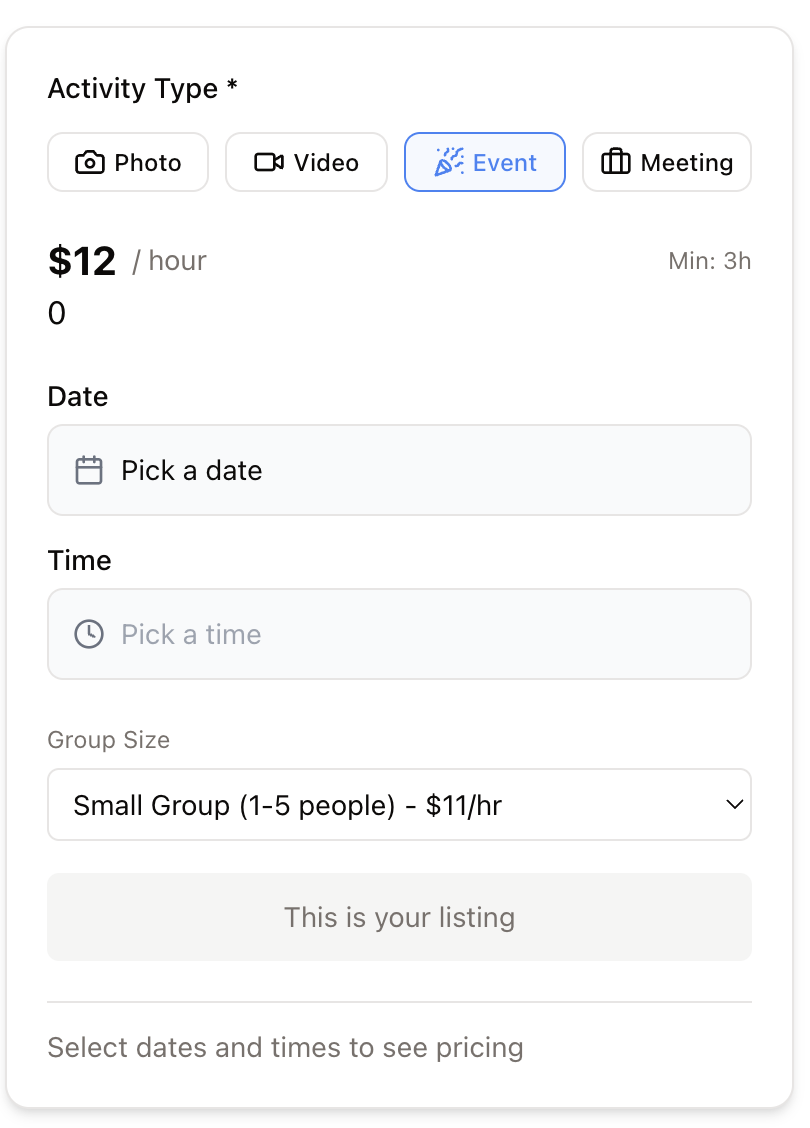 Activity Type *
Photo Video Event Meeting
$12 / hour Min: 3h
0
Date
Pick a date
Time
Pick a time
Group Size
Small Group (1-5 people) - $11/hr
This is your listing
Select dates and times to see pricing